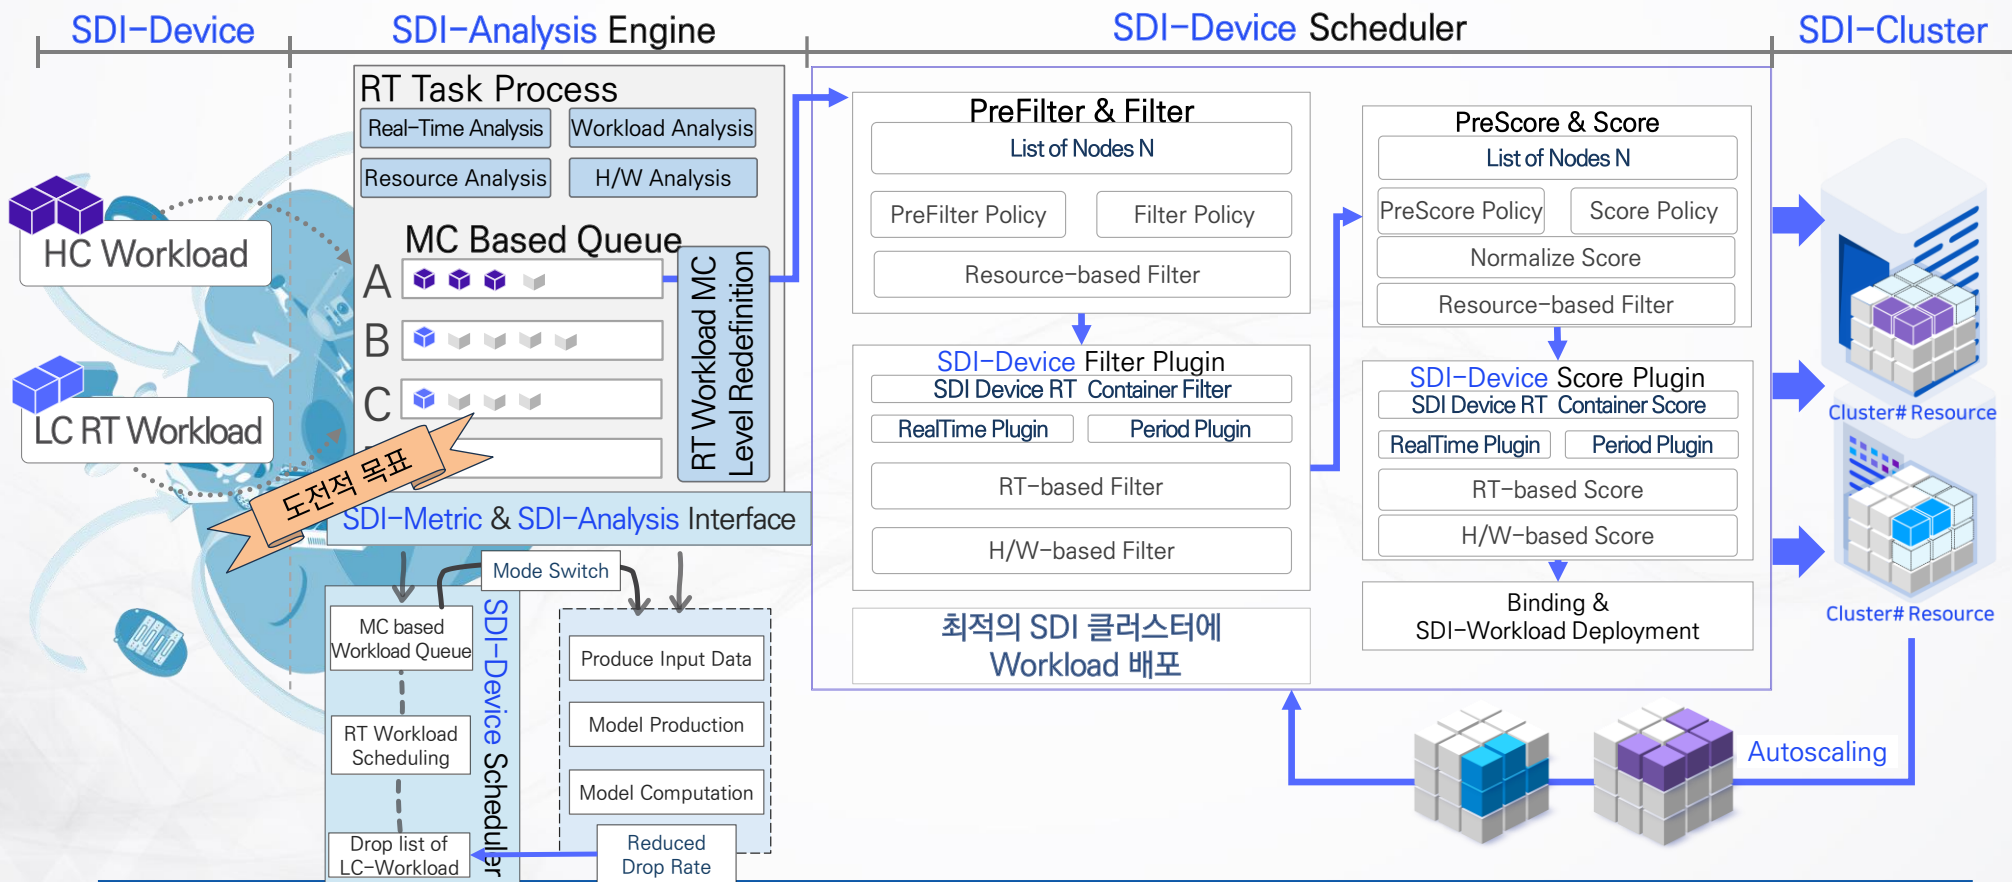 SDI-Device
SDI-Analysis Engine
SDI-Device Scheduler
SDI-Cluster
HC Workload
LC RT Workload
RT Task Process
Real-Time Analysis
Workload Analysis
Resource Analysis
H/W Analysis
MC Based Queue
A
B
C
RT Workload MC
Level Redefinition
도전적 목표
SDI-Metric & SDI-Analysis Interface
Mode Switch
MC based
Workload Queue
RT Workload
Scheduling
Drop list of
LC-Workload
SDI-Device Scheduler
Produce Input Data
Model Production
Model Computation
Reduced
Drop Rate
PreFilter & Filter
List of Nodes N
PreFilter Policy
Filter Policy
Resource-based Filter
SDI-Device Filter Plugin
SDI Device RT Container Filter
RealTime Plugin
Period Plugin
RT-based Filter
H/W-based Filter
최적의 SDI 클러스터에
Workload 배포
PreScore & Score
List of Nodes N
PreScore Policy
Score Policy
Normalize Score
Resource-based Filter
SDI-Device Score Plugin
SDI Device RT Container Score
RealTime Plugin
Period Plugin
RT-based Score
H/W-based Score
Binding &
SDI-Workload Deployment
Cluster# Resource
Cluster# Resource
Autoscaling